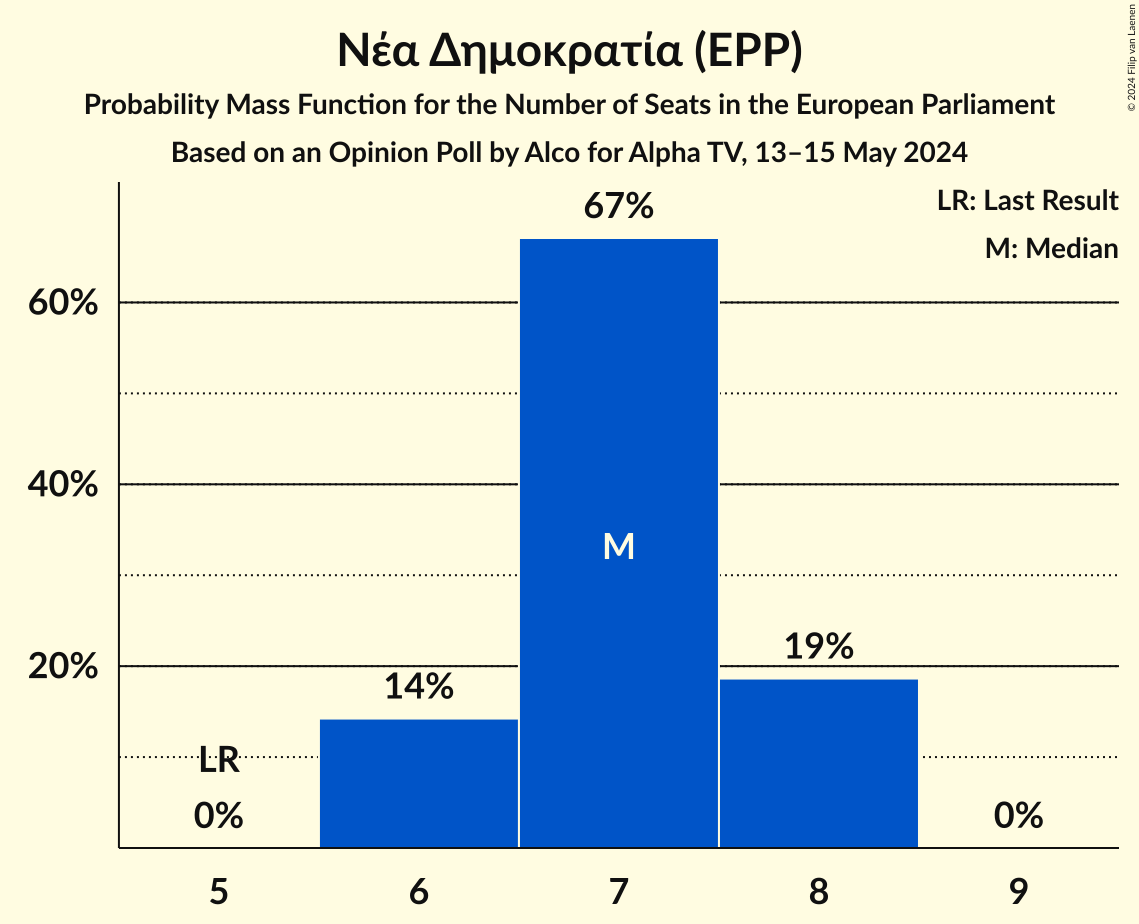 Νέα Δημοκρατία (EPP)
Probability Mass Function for the Number of Seats in the European Parliament
Based on an Opinion Poll by Alco for Alpha TV, 13–15 May 2024
© 2024 Filip van Laenen
LR: Last Result
M: Median
67%
60%
40%
M
20%
19%
14%
LR
0%
0%
5 6 7 8 9